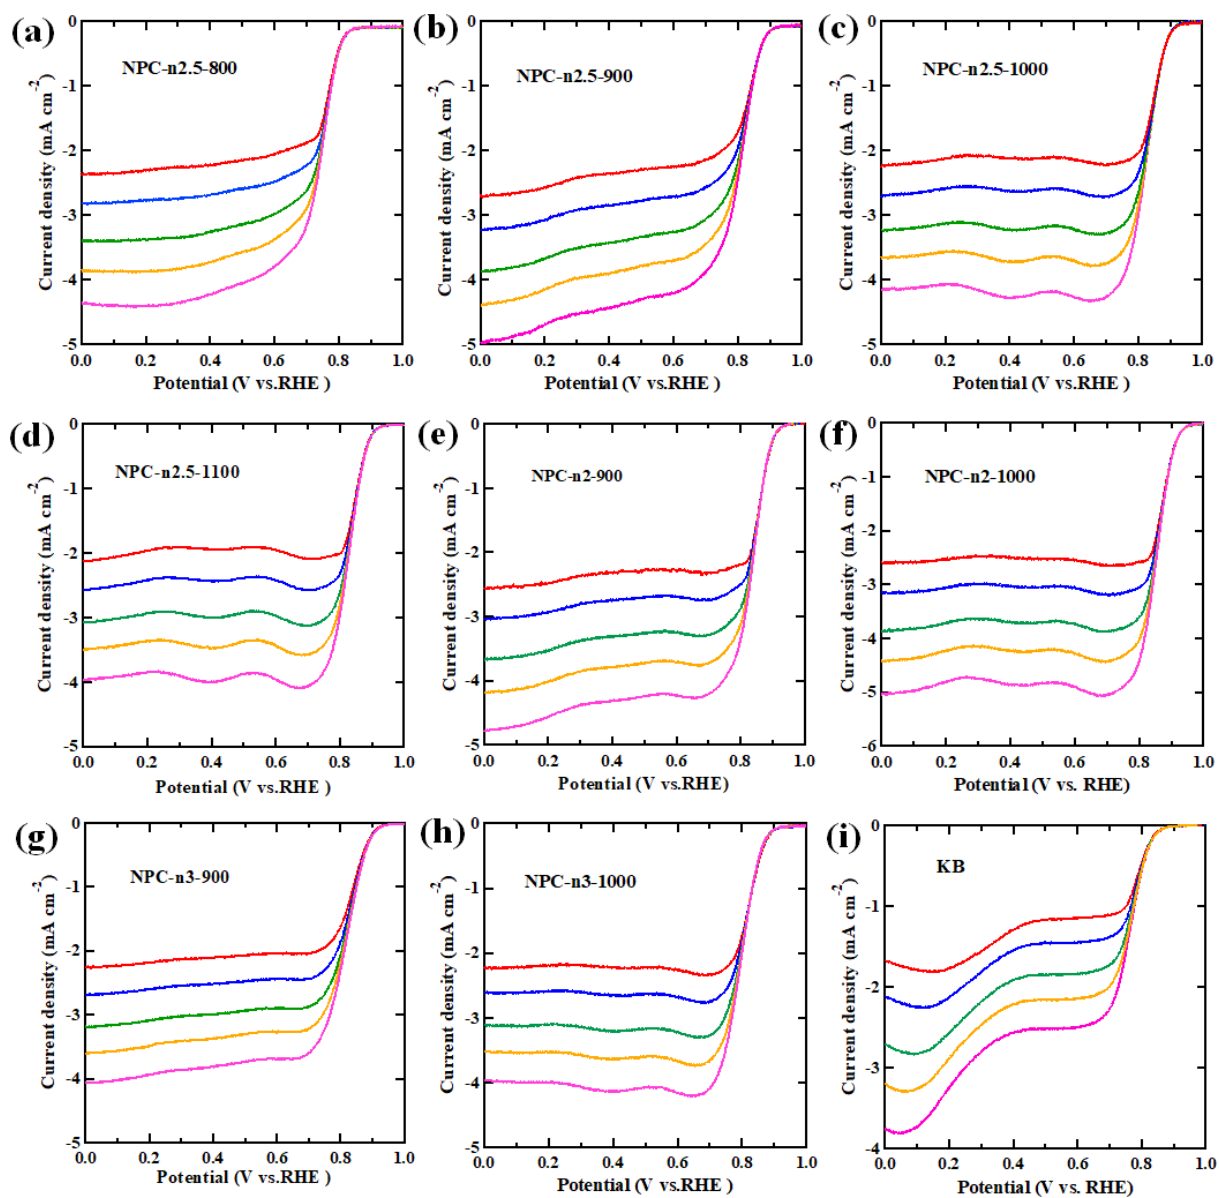 (a)
NPC-n2.5-800
Current density (mA cm-2)
0
-1
-2
-3
-4
-5
0.0 0.2 0.4 0.6 0.8 1.0
Potential (V vs.RHE )
(b)
NPC-n2.5-900
Current density (mA cm-2)
0
-1
-2
-3
-4
-5
0.0 0.2 0.4 0.6 0.8 1.0
Potential (V vs.RHE )
(c)
NPC-n2.5-1000
Current density (mA cm-2)
0
-1
-2
-3
-4
-5
0.0 0.2 0.4 0.6 0.8 1.0
Potential (V vs.RHE )
(d)
NPC-n2.5-1100
Current density (mA cm-2)
0
-1
-2
-3
-4
-5
0.0 0.2 0.4 0.6 0.8 1.0
Potential (V vs.RHE )
(e)
NPC-n2-900
Current density (mA cm-2)
0
-1
-2
-3
-4
-5
0.0 0.2 0.4 0.6 0.8 1.0
Potential (V vs.RHE)
(f)
NPC-n2-1000
Current density (mA cm-2)
0
-1
-2
-3
-4
-5
-6
0.0 0.2 0.4 0.6 0.8 1.0
Potential (V vs. RHE)
(g)
NPC-n3-900
Current density (mA cm-2)
0
-1
-2
-3
-4
-5
0.0 0.2 0.4 0.6 0.8 1.0
Potential (V vs.RHE )
(h)
NPC-n3-1000
Current density (mA cm-2)
0
-1
-2
-3
-4
-5
0.0 0.2 0.4 0.6 0.8 1.0
Potential (V vs.RHE )
(i)
KB
Current density (mA cm-2)
0
-1
-2
-3
-4
0.0 0.2 0.4 0.6 0.8 1.0
Potential (V vs. RHE)